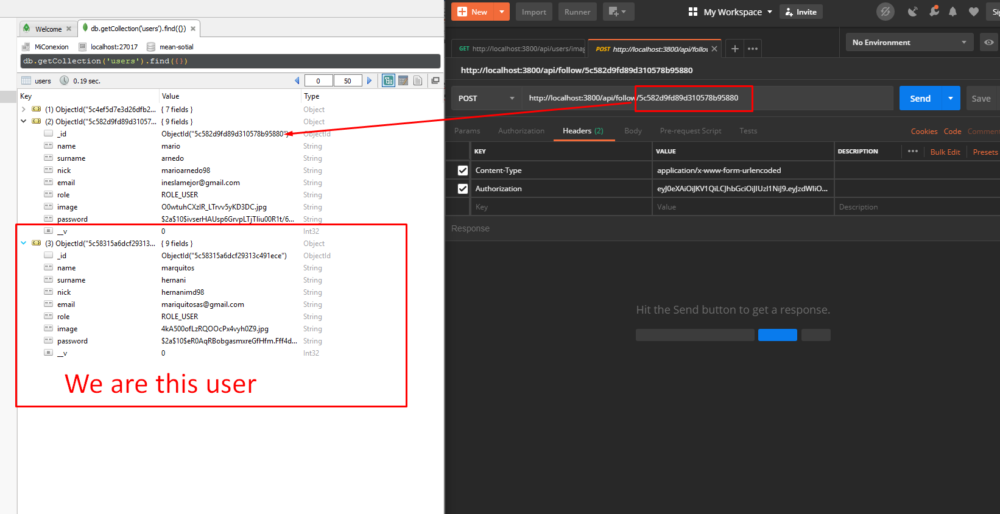 Welcome
db.getCollection('users').find({})
MiConexion localhost:27017 mean-sotial
db.getCollection('users').find({})
users 0.19 sec. 0 50
Key Value Type
(1) ObjectId("5c4ef5d7e3d26dfb2... { 7 fields } Object
(2) ObjectId("5c582d9fd89d31057... { 9 fields } Object
_id ObjectId("5c582d9fd89d310578b95880") ObjectId
name mario String
surname arnedo String
nick marioarnedo98 String
email ineslamejor@gmail.com String
role ROLE_USER String
image O0wtuhCXzlR_LTrvv5yKD3DC.jpg String
password $2a$10$ivserHAUsp6GrvpLTjTIiu00R1t/6... String
__v 0 Int32
(3) ObjectId("5c58315a6dcf29313... { 9 fields } Object
_id ObjectId("5c58315a6dcf29313c491ece") ObjectId
name marquitos String
surname hernani String
nick hernanimd98 String
email mariquitosas@gmail.com String
role ROLE_USER String
image 4kA500ofLzRQOOcPx4vyh0Z9.jpg String
password $2a$10$eR0AqRBobgasmxreGfHfm.Fff4d... String
__v 0 Int32
We are this user
New Import Runner My Workspace Invite
GET http://localhost:3800/api/users/imag
POST http://localhost:3800/api/follow
No Environment
http://localhost:3800/api/follow/5c582d9fd89d310578b95880
POST http://localhost:3800/api/follow/5c582d9fd89d310578b95880 Send Save
Params Authorization Headers (2) Body Pre-request Script Tests Cookies Code Comment
KEY VALUE DESCRIPTION ••• Bulk Edit Presets
Content-Type application/x-www-form-urlencoded
Authorization eyJ0eXAiOiJKV1QiLCJhbGciOiJIUzI1NiJ9.eyJzdWIiO...
Key Value Description
Response
Hit the Send button to get a response.